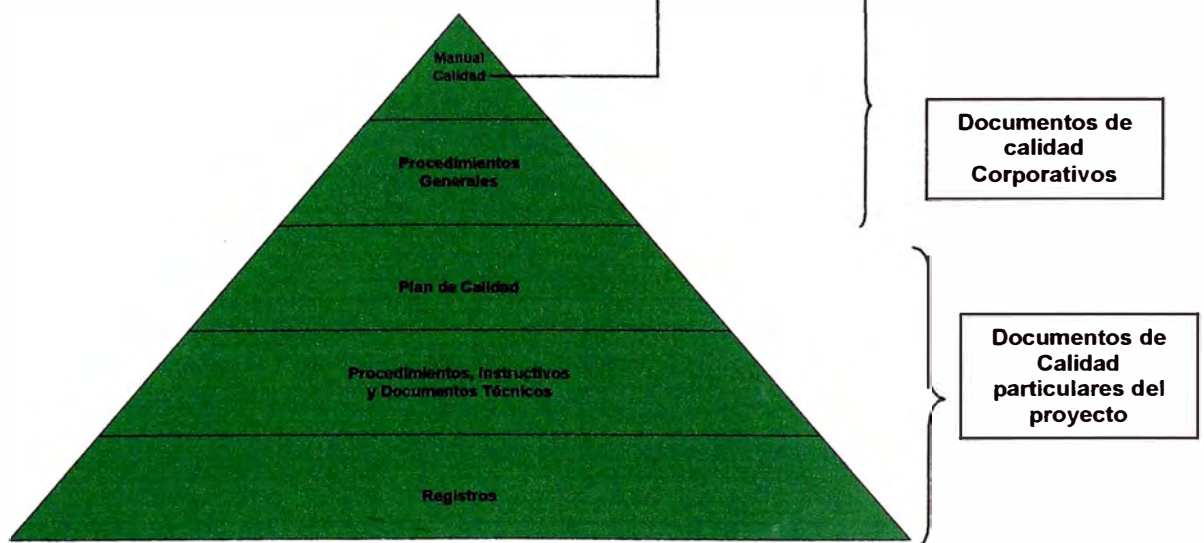 Manual
Calidad
Procedimientos
Generales
Plan de Calidad
Procedimientos, Instructivos
y Documentos Técnicos
Registros
Documentos de
calidad
Corporativos
Documentos de
Calidad
particulares del
proyecto